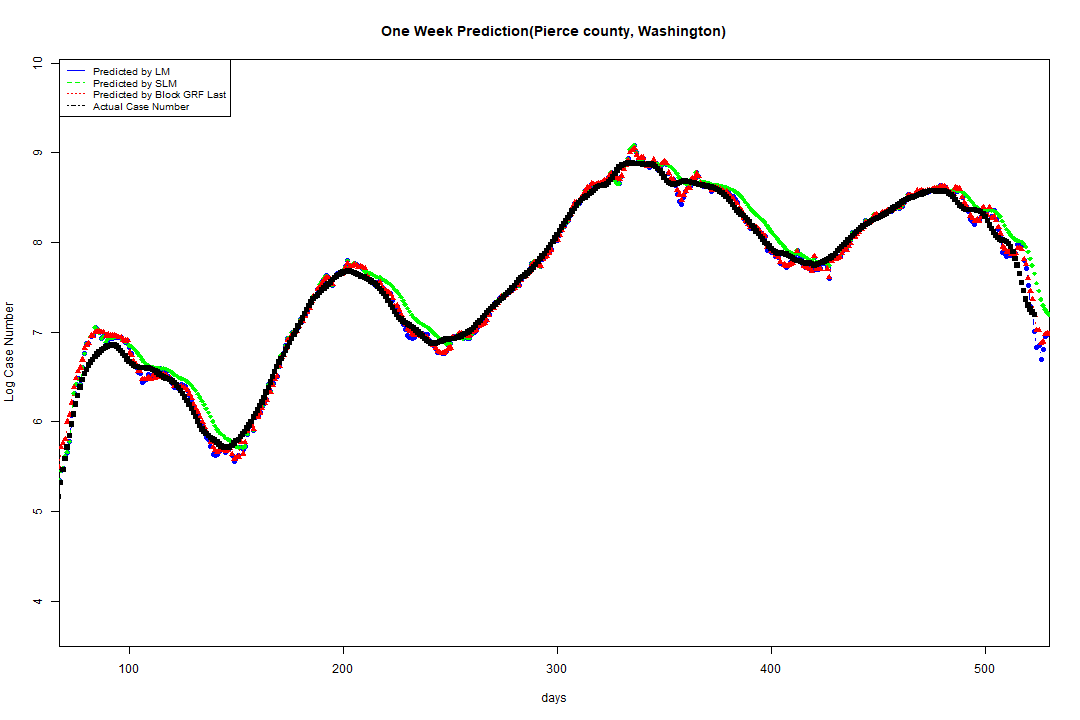 One Week Prediction(Pierce county, Washington)
Predicted by LM
Predicted by SLM
Predicted by Block GRF Last
Actual Case Number
10
9
8
7
6
5
4
Log Case Number
100 200 300 400 500
days